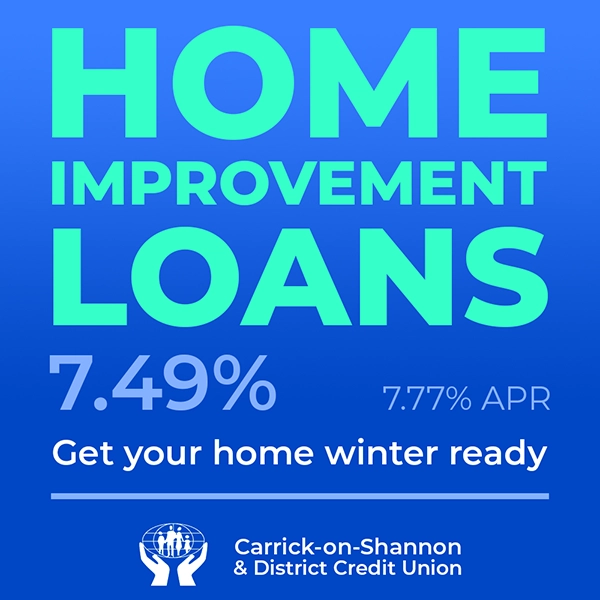 HOME
IMPROVEMENT
LOANS
7.49% 7.77% APR
Get your home winter ready
Carrick-on-Shannon
& District Credit Union